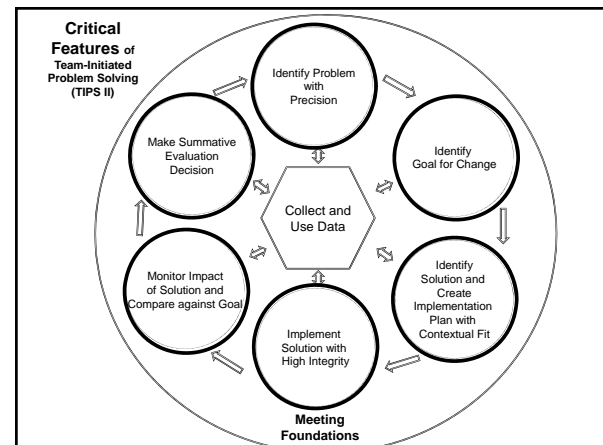 Critical
Features of
Team-Initiated
Problem Solving
(TIPS II)
Identify Problem
with
Precision
Identify
Goal for Change
Identify
Solution and
Create
Implementation
Plan with
Contextual Fit
Implement
Solution with
High Integrity
Monitor Impact
of Solution and
Compare against Goal
Make Summative
Evaluation
Decision
Collect and
Use Data
Meeting
Foundations